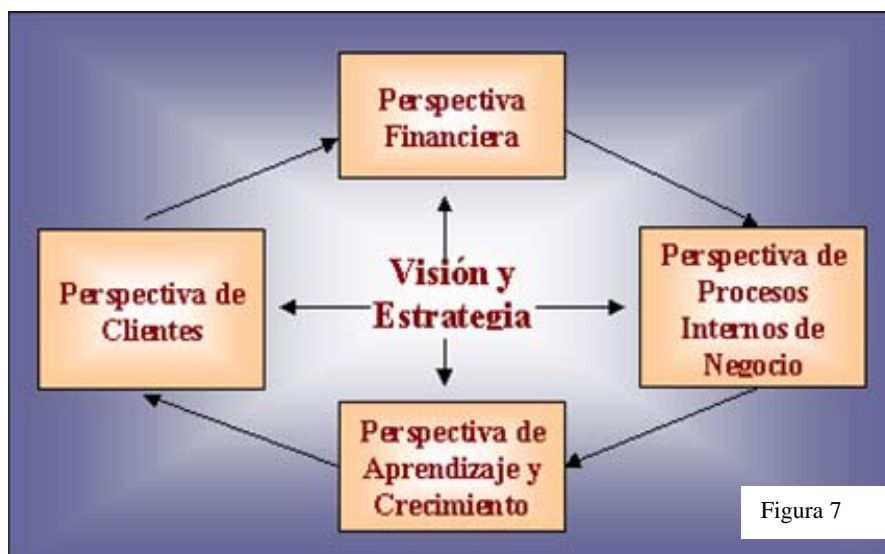 Perspectiva
Financiera
Perspectiva de
Clientes
Visión y
Estrategia
Perspectiva de
Procesos
Internos de
Negocio
Perspectiva de
Aprendizaje y
Crecimiento
Figura 7